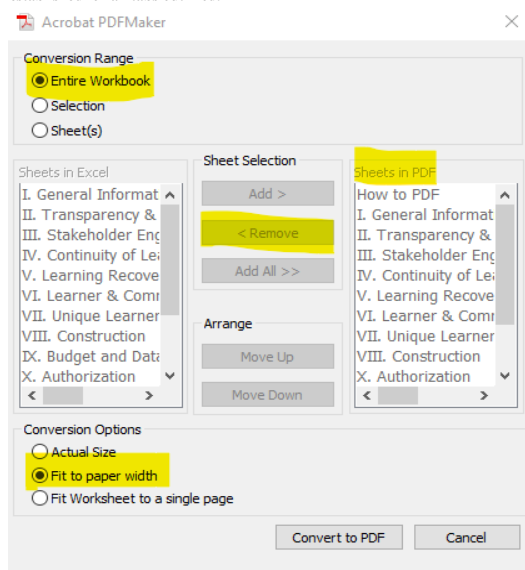 Acrobat PDFMaker
Conversion Range
Entire Workbook
Selection
Sheet(s)
Sheets in Excel
I. General Informat
II. Transparency &
III. Stakeholder Eng
IV. Continuity of Lea
V. Learning Recove
VI. Learner & Comm
VII. Unique Learner
VIII. Construction
IX. Budget and Data
X. Authorization
Sheet Selection
Add >
< Remove
Add All >>
Arrange
Move Up
Move Down
Sheets in PDF
How to PDF
I. General Informat
II. Transparency &
III. Stakeholder Eng
IV. Continuity of Lea
V. Learning Recove
VI. Learner & Comm
VII. Unique Learner
VIII. Construction
X. Authorization
Conversion Options
Actual Size
Fit to paper width
Fit Worksheet to a single page
Convert to PDF
Cancel